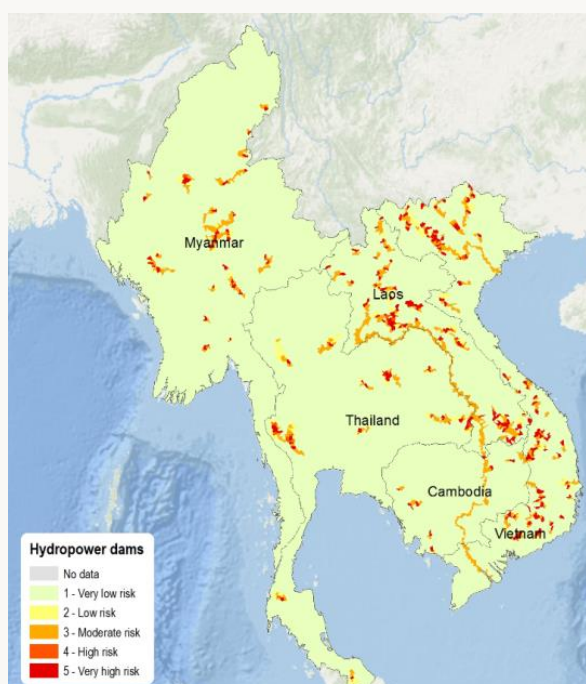 Myanmar
Laos
Thailand
Cambodia
Vietnam
Hydropower dams
No data
1 - Very low risk
2 - Low risk
3 - Moderate risk
4 - High risk
5 - Very high risk